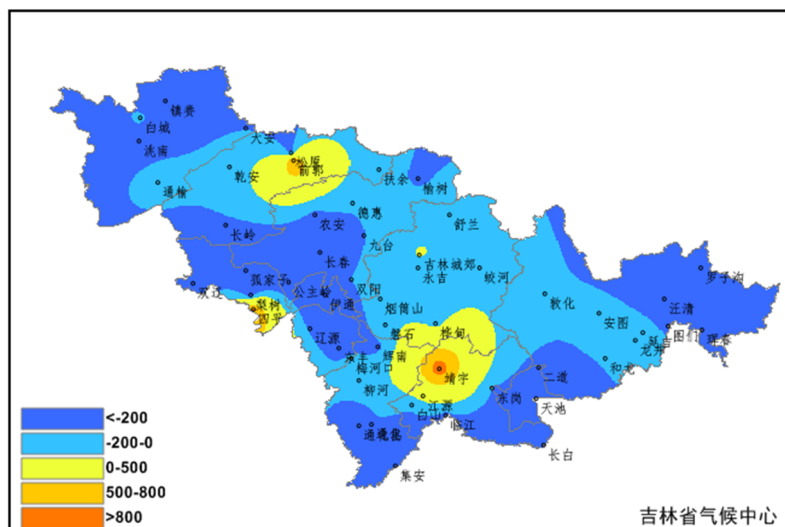 镇赉
白城
洮南
大安
松原
前郭
乾安
通榆
扶余
榆树
德惠
农安
舒兰
长岭
九台
长春
吉林城郊
永吉
蛟河
罗子沟
孤家子
双辽
公主岭
双阳
伊通
梨树
四平
烟筒山
敦化
汪清
安图
图们
珲春
延吉
龙井
辽源
磐石
桦甸
东丰
辉南
梅河口
靖宇
和龙
二道
柳河
东岗
天池
江源
白山
临江
长白
集安
<-200
-200-0
0-500
500-800
>800
吉林省气候中心